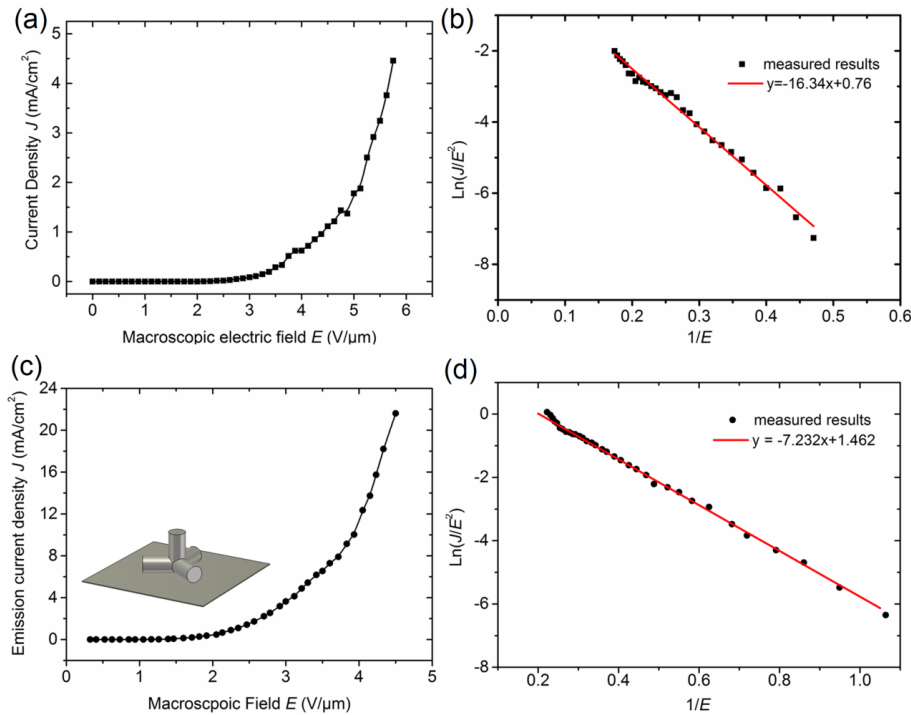 (a)
Current Density J (mA/cm²)
5
4
3
2
1
0
0 1 2 3 4 5 6
Macroscopic electric field E (V/μm)
(b)
Ln(J/E²)
-2
-4
-6
-8
measured results
y=-16.34x+0.76
0.0 0.1 0.2 0.3 0.4 0.5 0.6
1/E
(c)
Emission current density J (mA/cm²)
24
20
16
12
8
4
0
0 1 2 3 4 5
Macroscpoic Field E (V/μm)
(d)
Ln(J/E²)
0
-2
-4
-6
-8
measured results
y = -7.232x+1.462
0.2 0.4 0.6 0.8 1.0
1/E